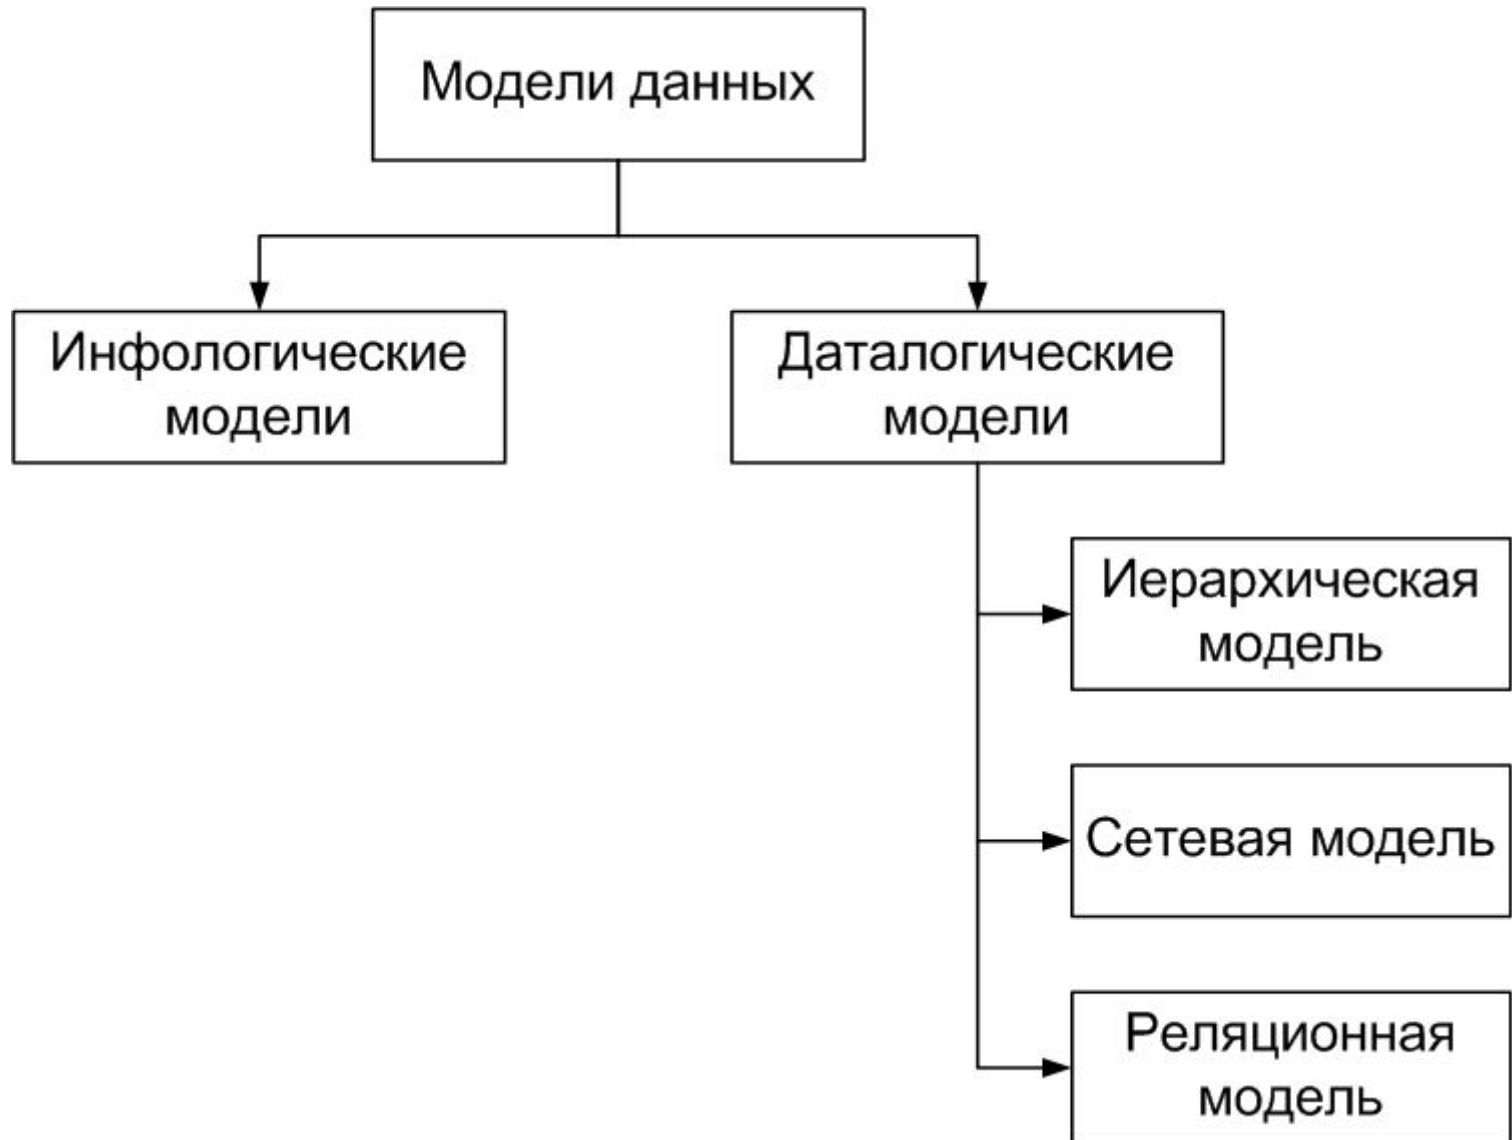 Модели данных
Инфологические
модели
Даталогические
модели
Иерархическая
модель
Сетевая модель
Реляционная
модель